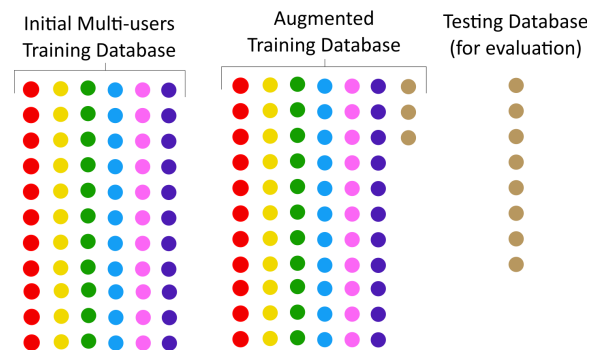 Initial Multi-users
Training Database
Augmented
Training Database
Testing Database
(for evaluation)